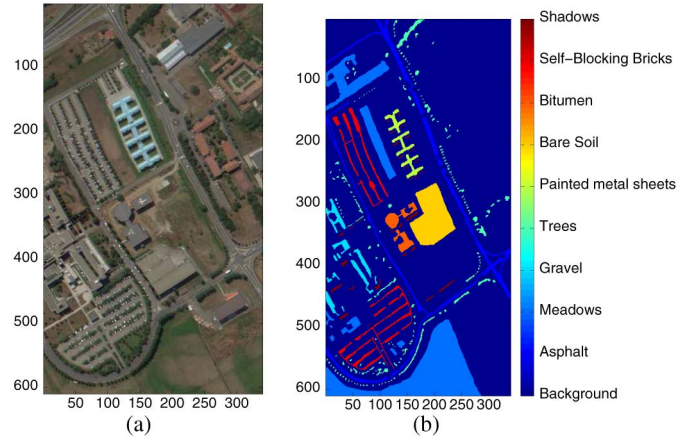 100
200
300
400
500
600
50 100 150 200 250 300
(a)
100
200
300
400
500
600
50 100 150 200 250 300
(b)
Shadows
Self-Blocking Bricks
Bitumen
Bare Soil
Painted metal sheets
Trees
Gravel
Meadows
Asphalt
Background